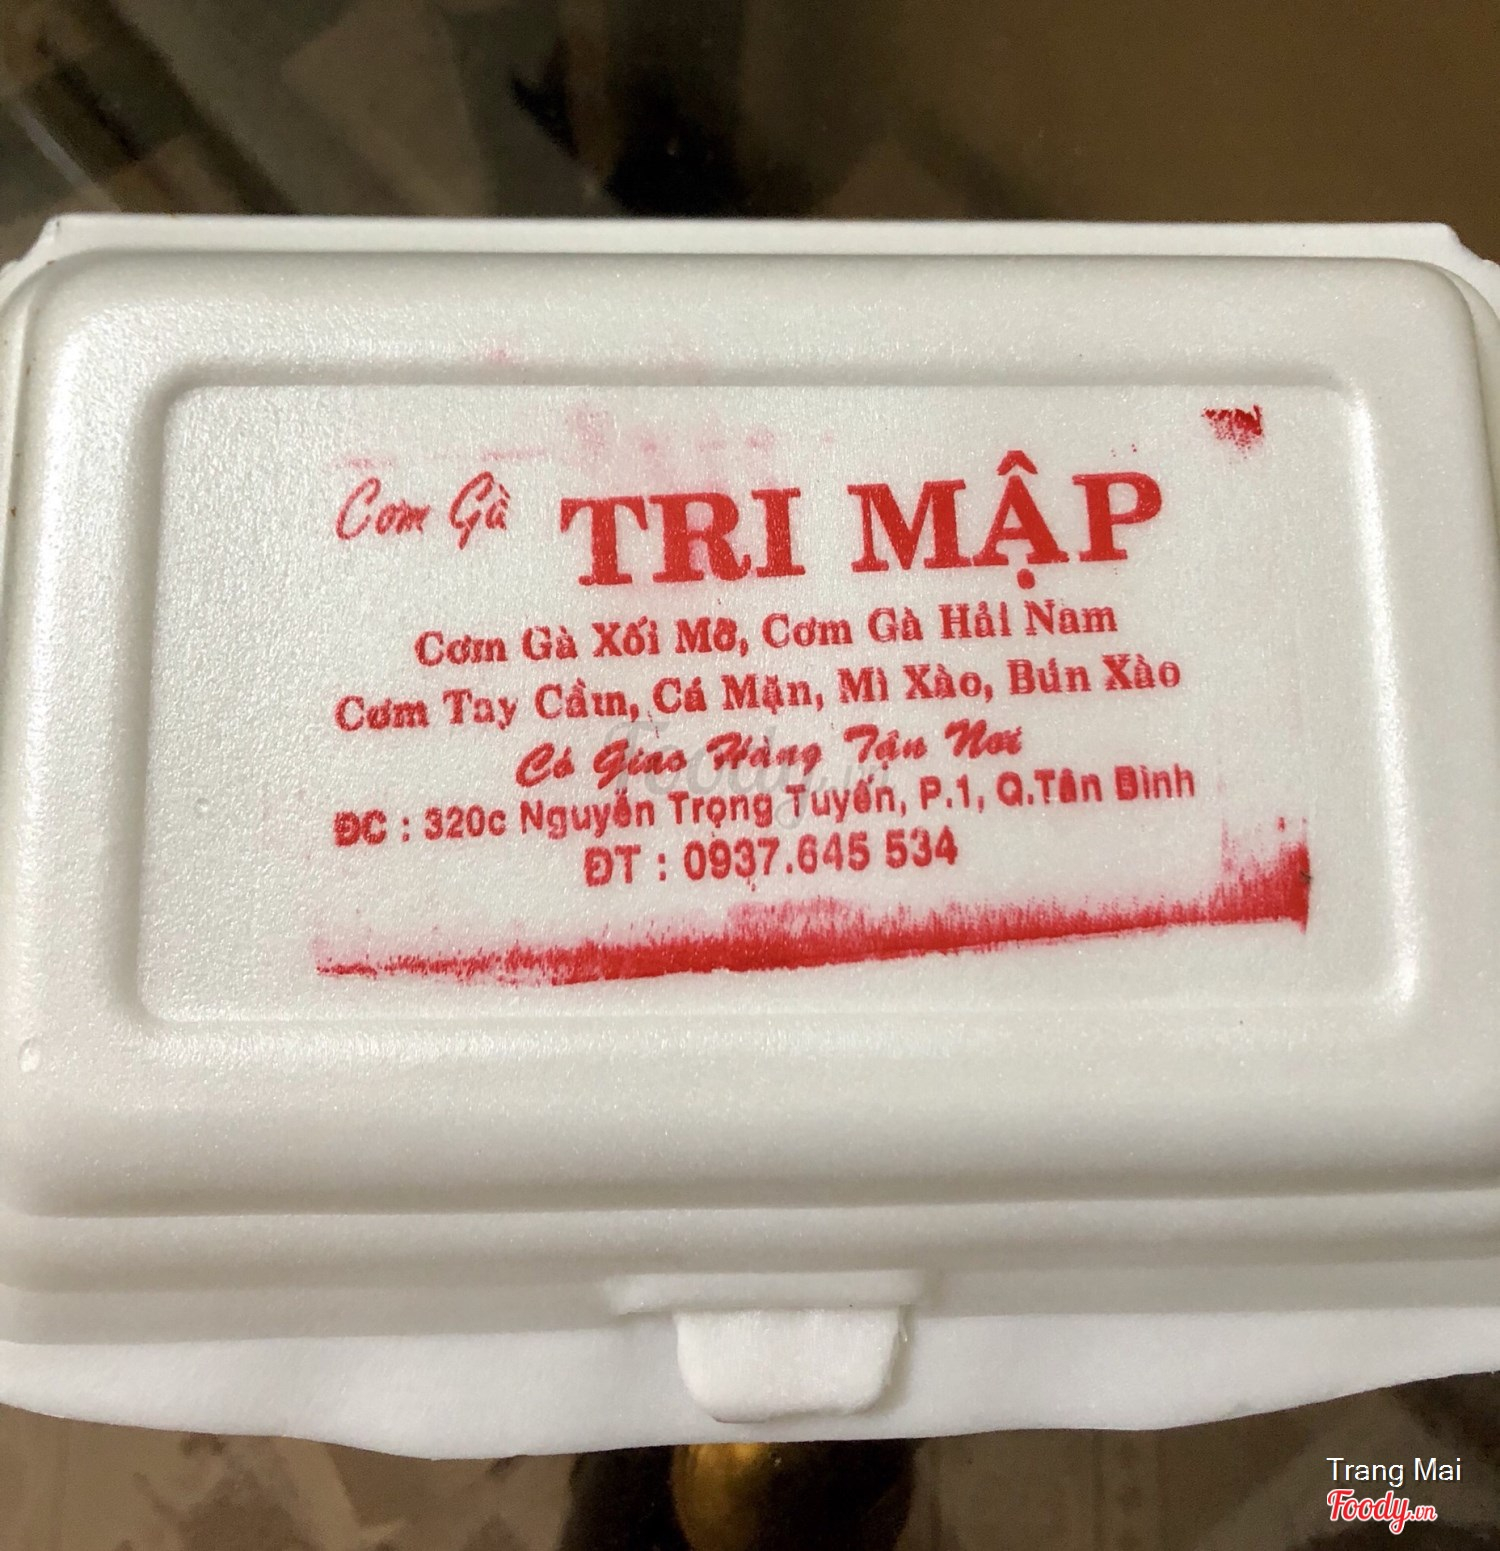 Cơm Gà TRI MẬP
Cơm Gà Xối Mỡ, Cơm Gà Hải Nam
Cơm Tay Cầm, Cá Mặn, Mì Xào, Bún Xào
Có Giao Hàng Tận Nơi
ĐC : 320c Nguyễn Trọng Tuyển, P.1, Q.Tân Bình
ĐT : 0937.645 534
Foody.vn
Trang Mai
Foody.vn